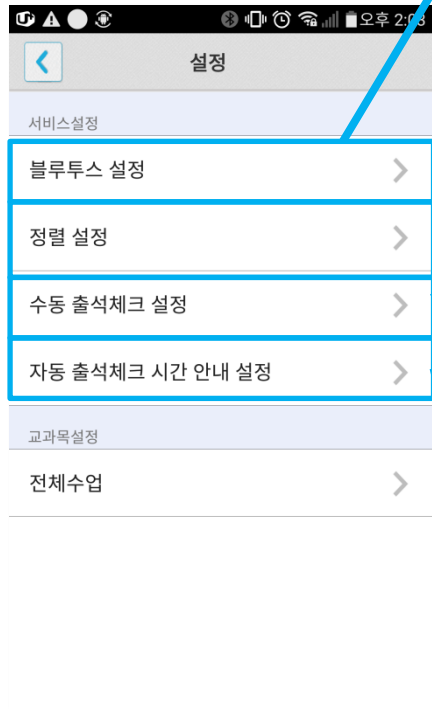 오후 2:03
설정
서비스설정
블루투스 설정
정렬 설정
수동 출석체크 설정
자동 출석체크 시간 안내 설정
교과목설정
전체수업